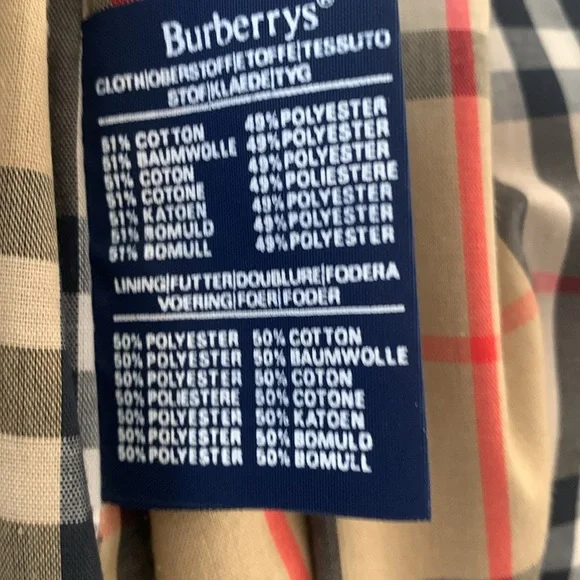 Burberrys®
CLOTH|OBERSTOFF|ETOFFE|TESSUTO
STOF|KLAEDE|TYG
51% COTTON 49% POLYESTER
51% BAUMWOLLE 49% POLYESTER
51% COTON 49% POLYESTER
51% COTONE 49% POLIESTERE
51% KATOEN 49% POLYESTER
51% BOMULD 49% POLYESTER
51% BOMULL 49% POLYESTER
LINING|FUTTER|DOUBLURE|FODERA
VOERING|FOER|FODER
50% POLYESTER 50% COTTON
50% POLYESTER 50% BAUMWOLLE
50% POLYESTER 50% COTON
50% POLIESTERE 50% COTONE
50% POLYESTER 50% KATOEN
50% POLYESTER 50% BOMULD
50% POLYESTER 50% BOMULL